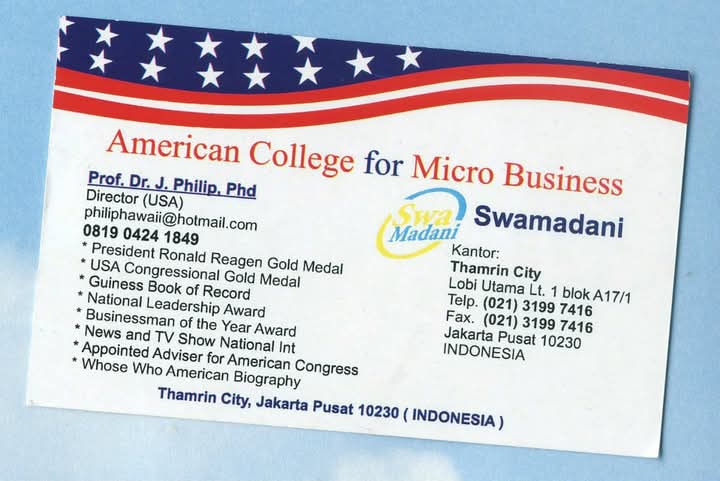 American College for Micro Business
Prof. Dr. J. Philip, Phd
Director (USA)
philiphawaii@hotmail.com
0819 0424 1849
* President Ronald Reagen Gold Medal
* USA Congressional Gold Medal
* Guiness Book of Record
* National Leadership Award
* Businessman of the Year Award
* News and TV Show National Int
* Appointed Adviser for American Congress
* Whose Who American Biography
Swa
Madani
Swamadani
Kantor:
Thamrin City
Lobi Utama Lt. 1 blok A17/1
Telp. (021) 3199 7416
Fax. (021) 3199 7416
Jakarta Pusat 10230
INDONESIA
Thamrin City, Jakarta Pusat 10230 ( INDONESIA )